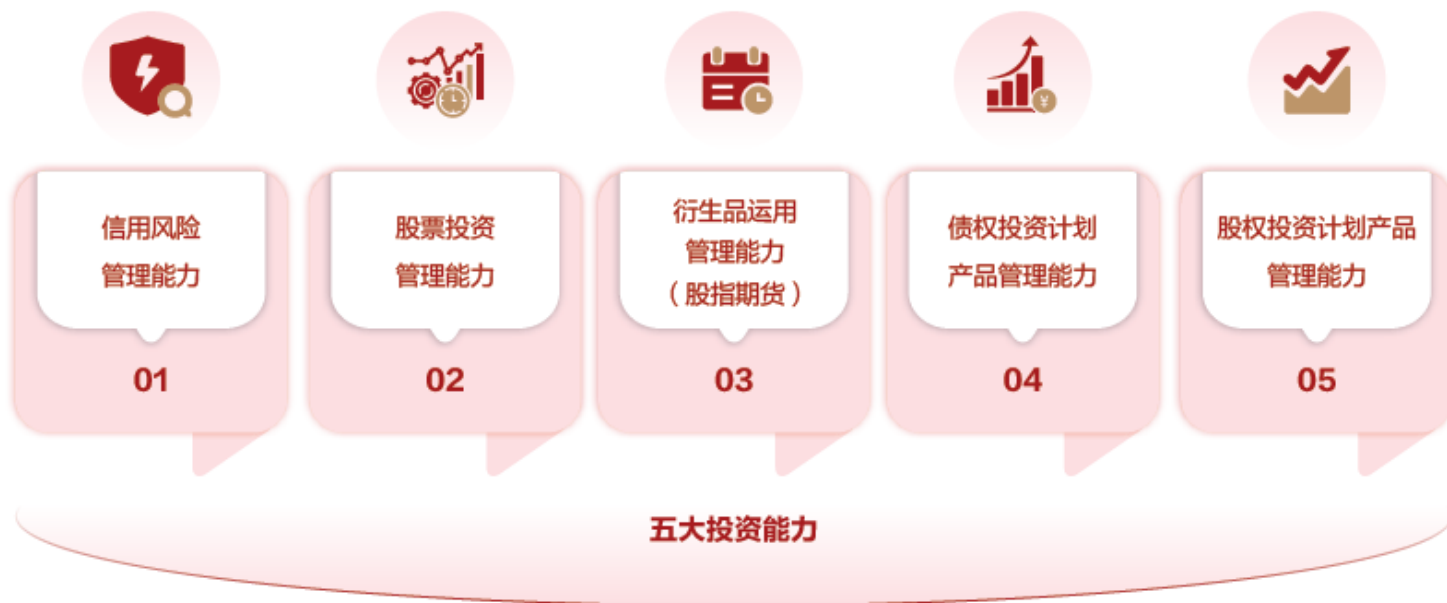 信用风险
管理能力
01
股票投资
管理能力
02
衍生品运用
管理能力
（股指期货）
03
债权投资计划
产品管理能力
04
股权投资计划产品
管理能力
05
五大投资能力